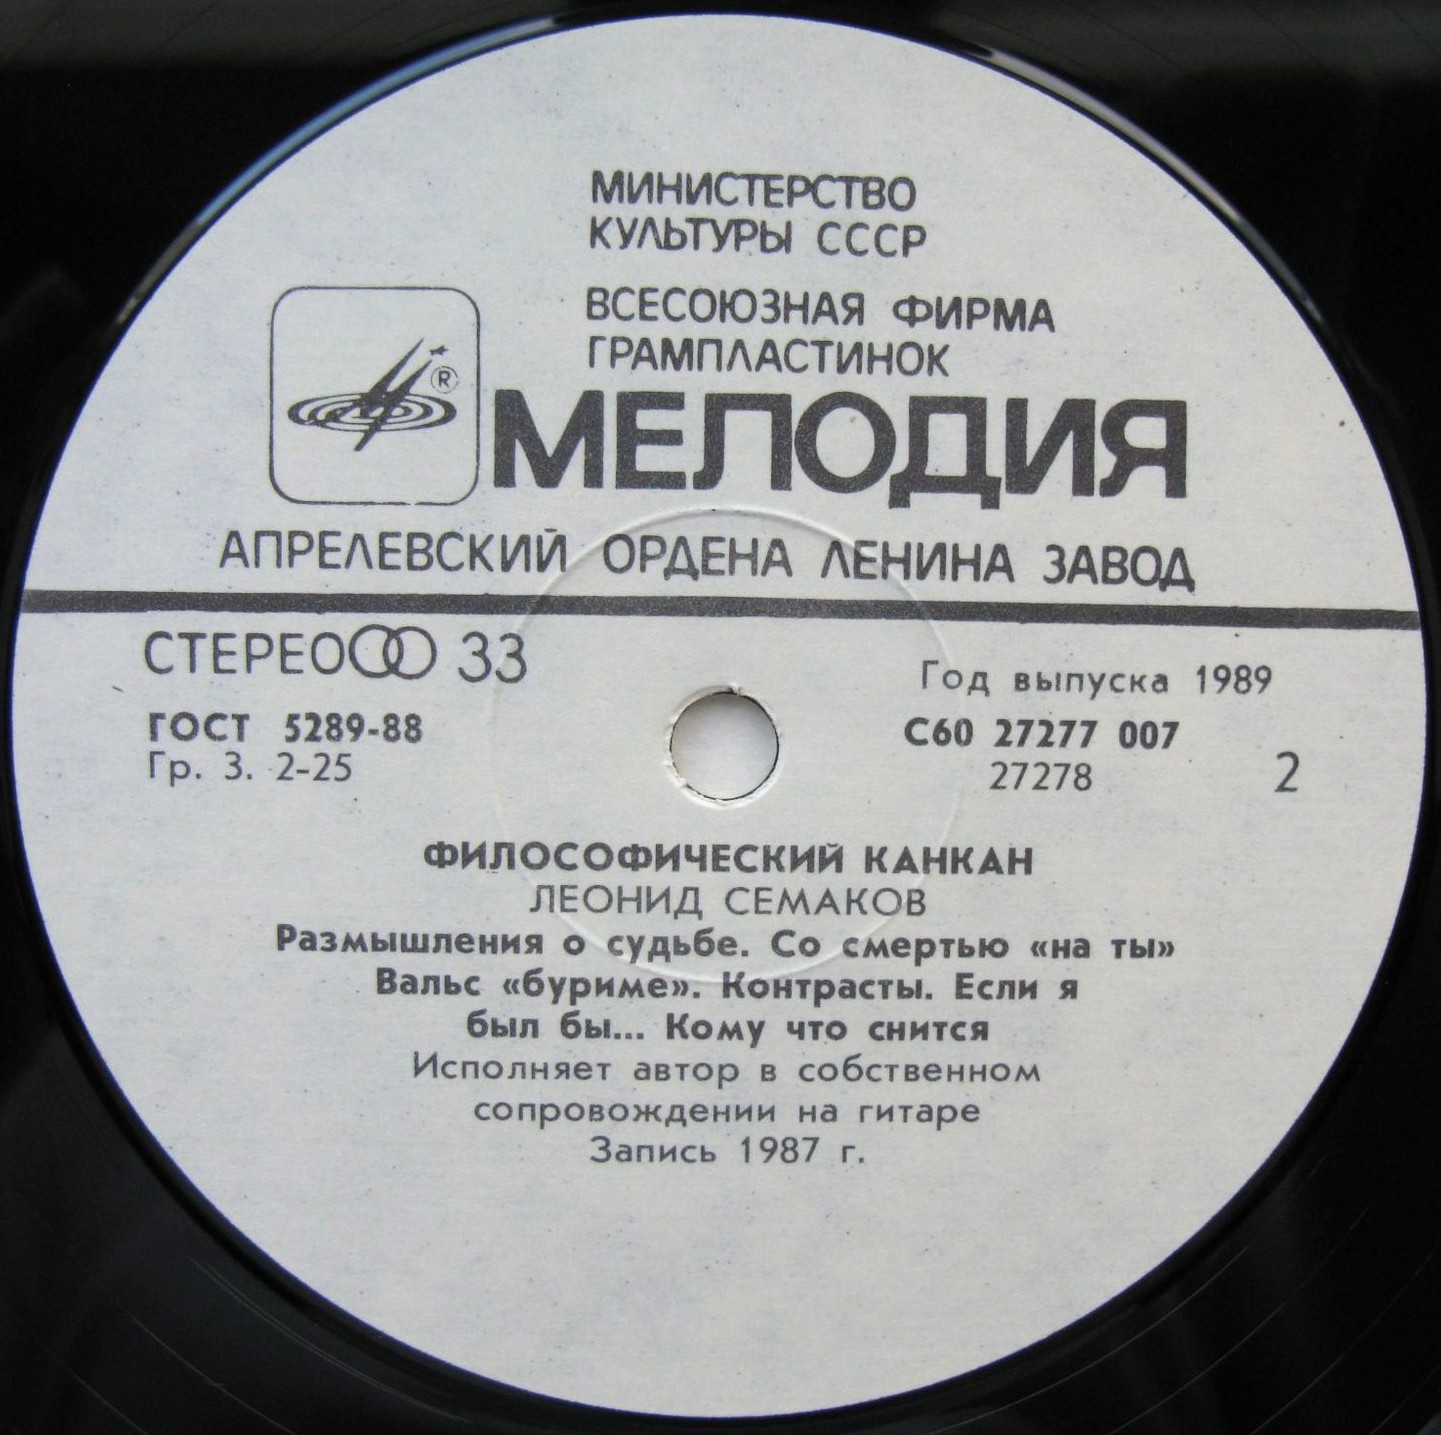 МИНИСТЕРСТВО
КУЛЬТУРЫ СССР
ВСЕСОЮЗНАЯ ФИРМА
ГРАМПЛАСТИНОК
®
МЕЛОДИЯ
АПРЕЛЕВСКИЙ ОРДЕНА ЛЕНИНА ЗАВОД
СТЕРЕО 33
Год выпуска 1989
ГОСТ 5289-88
С60 27277 007
Гр. 3. 2-25
27278
2
ФИЛОСОФИЧЕСКИЙ КАНКАН
ЛЕОНИД СЕМАКОВ
Размышления о судьбе. Со смертью «на ты»
Вальс «буриме». Контрасты. Если я
был бы... Кому что снится
Исполняет автор в собственном
сопровождении на гитаре
Запись 1987 г.